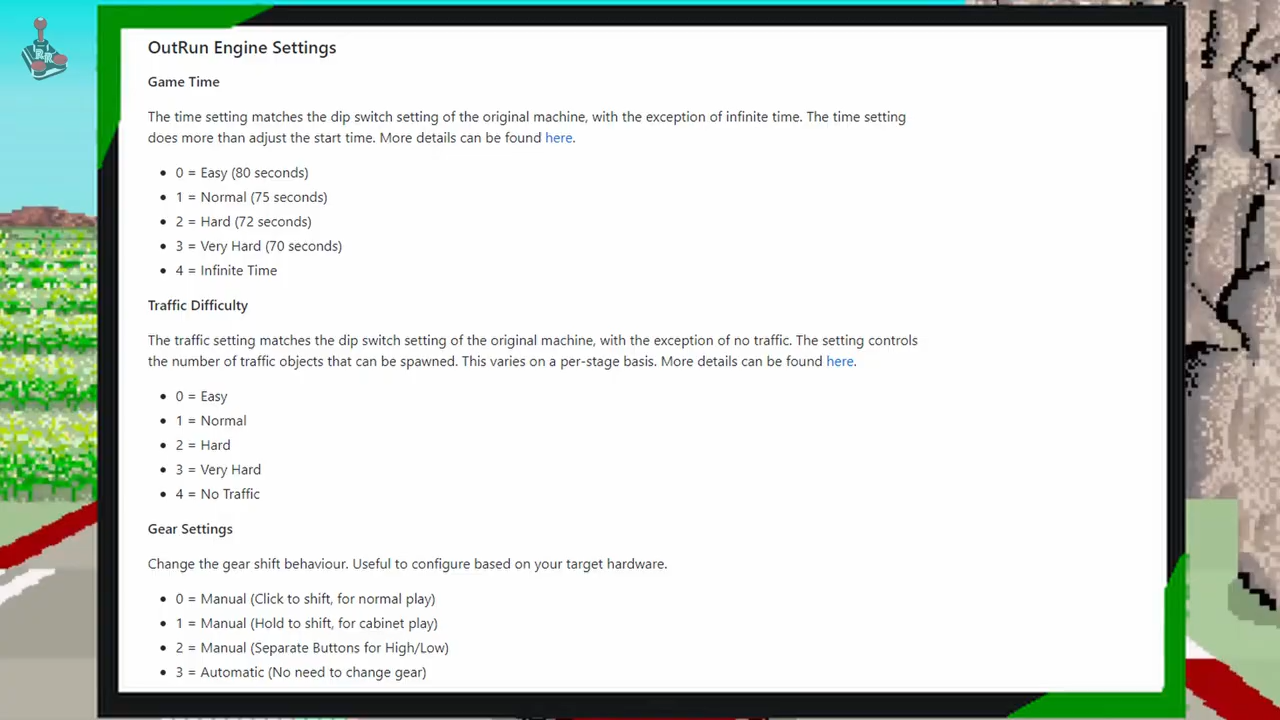 OutRun Engine Settings
Game Time
The time setting matches the dip switch setting of the original machine, with the exception of infinite time. The time setting
does more than adjust the start time. More details can be found here.
0 = Easy (80 seconds)
1 = Normal (75 seconds)
2 = Hard (72 seconds)
3 = Very Hard (70 seconds)
4 = Infinite Time
Traffic Difficulty
The traffic setting matches the dip switch setting of the original machine, with the exception of no traffic. The setting controls
the number of traffic objects that can be spawned. This varies on a per-stage basis. More details can be found here.
0 = Easy
1 = Normal
2 = Hard
3 = Very Hard
4 = No Traffic
Gear Settings
Change the gear shift behaviour. Useful to configure based on your target hardware.
0 = Manual (Click to shift, for normal play)
1 = Manual (Hold to shift, for cabinet play)
2 = Manual (Separate Buttons for High/Low)
3 = Automatic (No need to change gear)